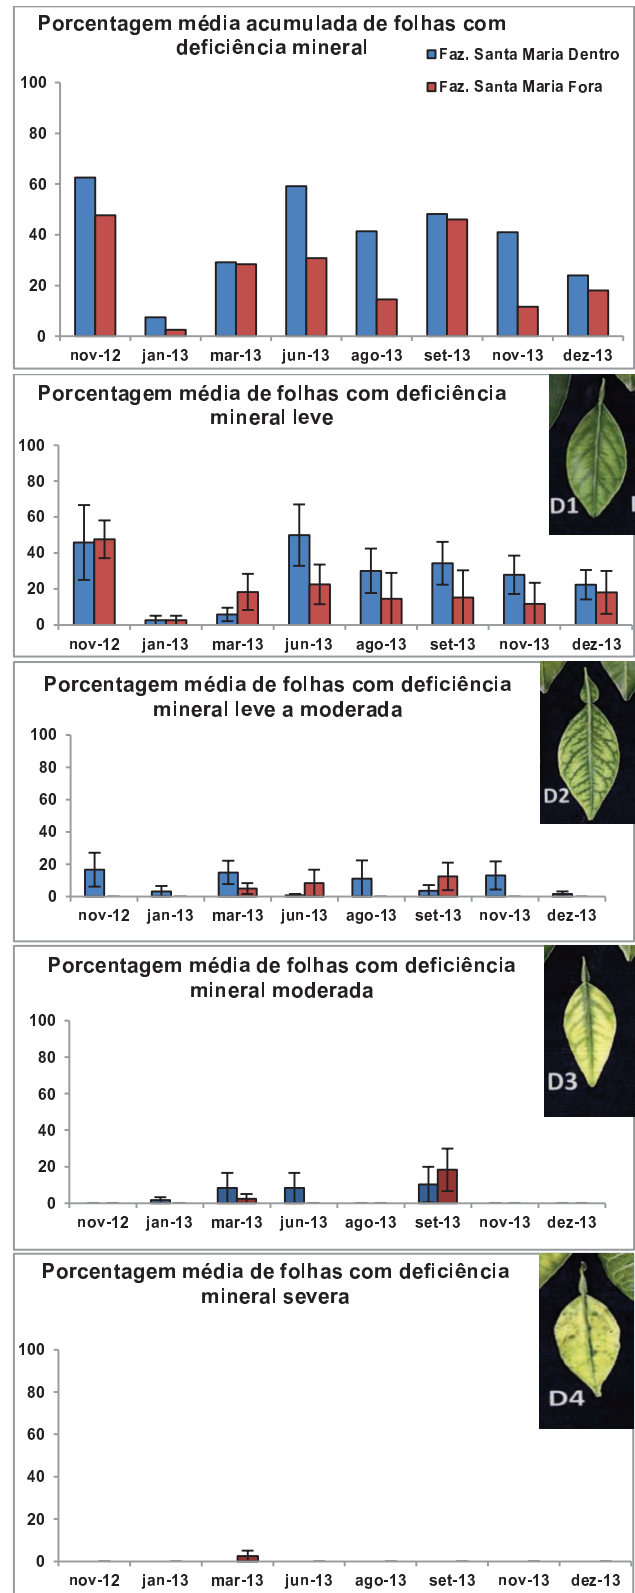 Porcentagem média acumulada de folhas com
deficiência mineral
Faz. Santa Maria Dentro
Faz. Santa Maria Fora
100
80
60
40
20
0
nov-12 jan-13 mar-13 jun-13 ago-13 set-13 nov-13 dez-13
Porcentagem média de folhas com deficiência
mineral leve
D1
100
80
60
40
20
0
nov-12 jan-13 mar-13 jun-13 ago-13 set-13 nov-13 dez-13
Porcentagem média de folhas com deficiência
mineral leve a moderada
D2
100
80
60
40
20
0
nov-12 jan-13 mar-13 jun-13 ago-13 set-13 nov-13 dez-13
Porcentagem média de folhas com deficiência
mineral moderada
D3
100
80
60
40
20
0
nov-12 jan-13 mar-13 jun-13 ago-13 set-13 nov-13 dez-13
Porcentagem média de folhas com deficiência
mineral severa
D4
100
80
60
40
20
0
nov-12 jan-13 mar-13 jun-13 ago-13 set-13 nov-13 dez-13